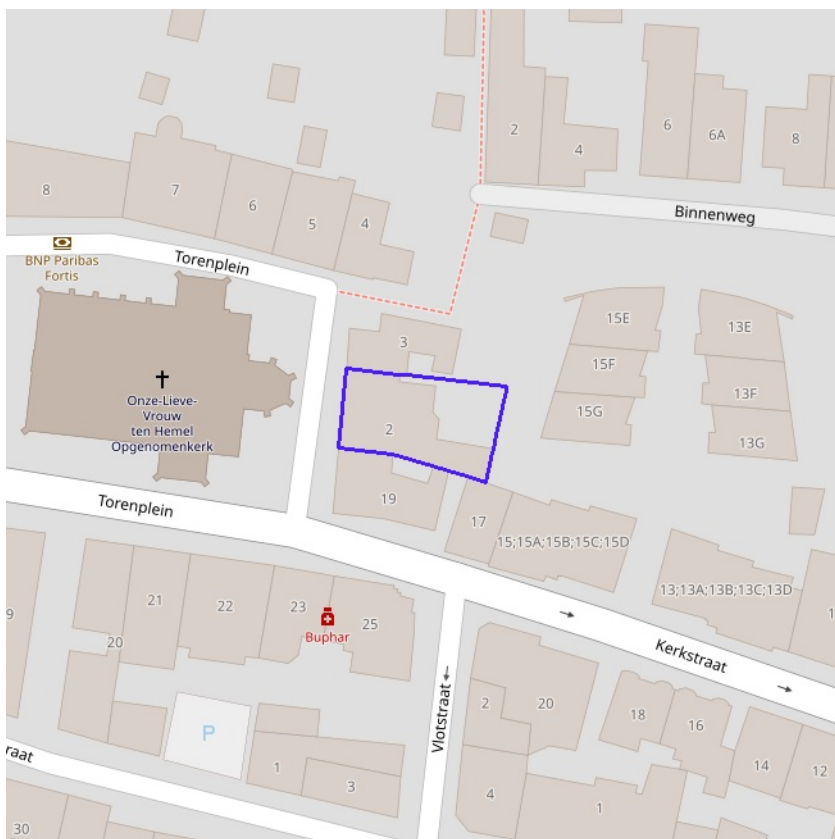 2
4
6
6A
8
8
7
6
5
4
Binnenweg
BNP Paribas
Fortis
Torenplein
3
15E
13E
15F
13F
15G
13G
Onze-Lieve-
Vrouw
ten Hemel
Opgenomenkerk
2
Torenplein
19
17
15;15A;15B;15C;15D
13;13A;13B;13C;13D
1
9
21
22
23
25
20
Buphar
Kerkstraat
Vlotstraat
2
20
18
16
14
12
P
raat
1
3
4
1
30